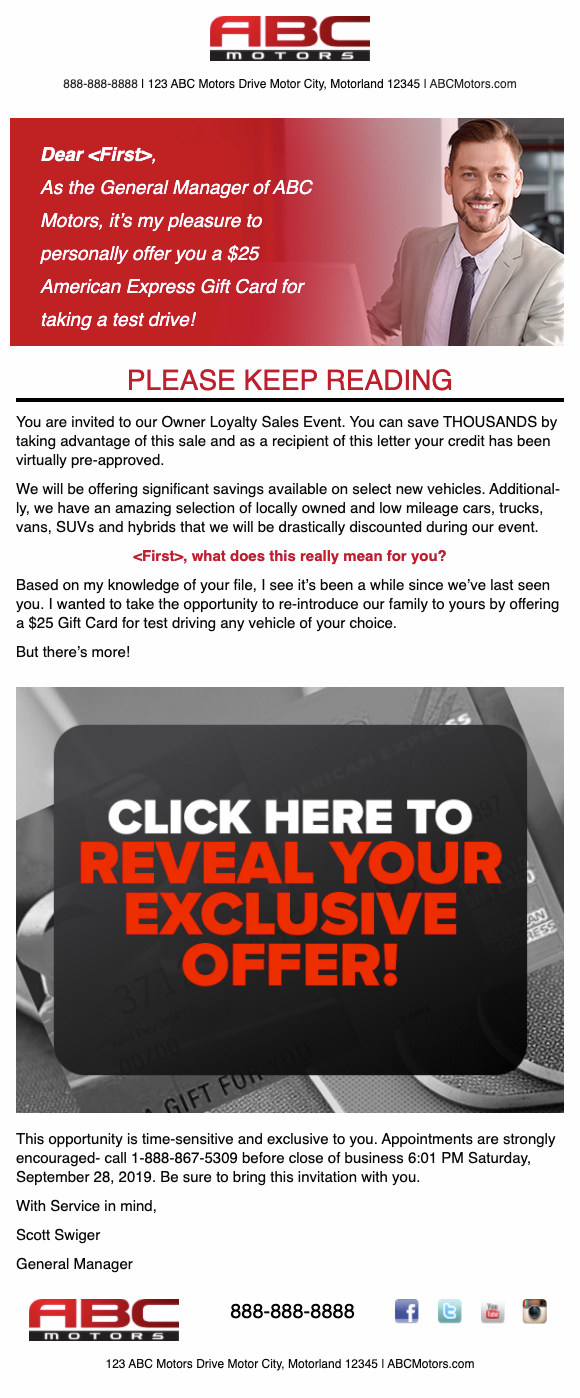 ABC
MOTORS
888-888-8888 | 123 ABC Motors Drive Motor City, Motorland 12345 | ABCMotors.com
Dear <First>,
As the General Manager of ABC
Motors, it's my pleasure to
personally offer you a $25
American Express Gift Card for
taking a test drive!
PLEASE KEEP READING
You are invited to our Owner Loyalty Sales Event. You can save THOUSANDS by
taking advantage of this sale and as a recipient of this letter your credit has been
virtually pre-approved.
We will be offering significant savings available on select new vehicles. Additional-
ly, we have an amazing selection of locally owned and low mileage cars, trucks,
vans, SUVs and hybrids that we will be drastically discounted during our event.
<First>, what does this really mean for you?
Based on my knowledge of your file, I see it's been a while since we've last seen
you. I wanted to take the opportunity to re-introduce our family to yours by offering
a $25 Gift Card for test driving any vehicle of your choice.
But there's more!
AMERICAN EXPRESS
CLICK HERE TO
REVEAL YOUR
EXCLUSIVE
OFFER!
A GIFT FOR YOU
This opportunity is time-sensitive and exclusive to you. Appointments are strongly
encouraged- call 1-888-867-5309 before close of business 6:01 PM Saturday,
September 28, 2019. Be sure to bring this invitation with you.
With Service in mind,
Scott Swiger
General Manager
ABC
MOTORS
888-888-8888
You
Tube
123 ABC Motors Drive Motor City, Motorland 12345 | ABCMotors.com